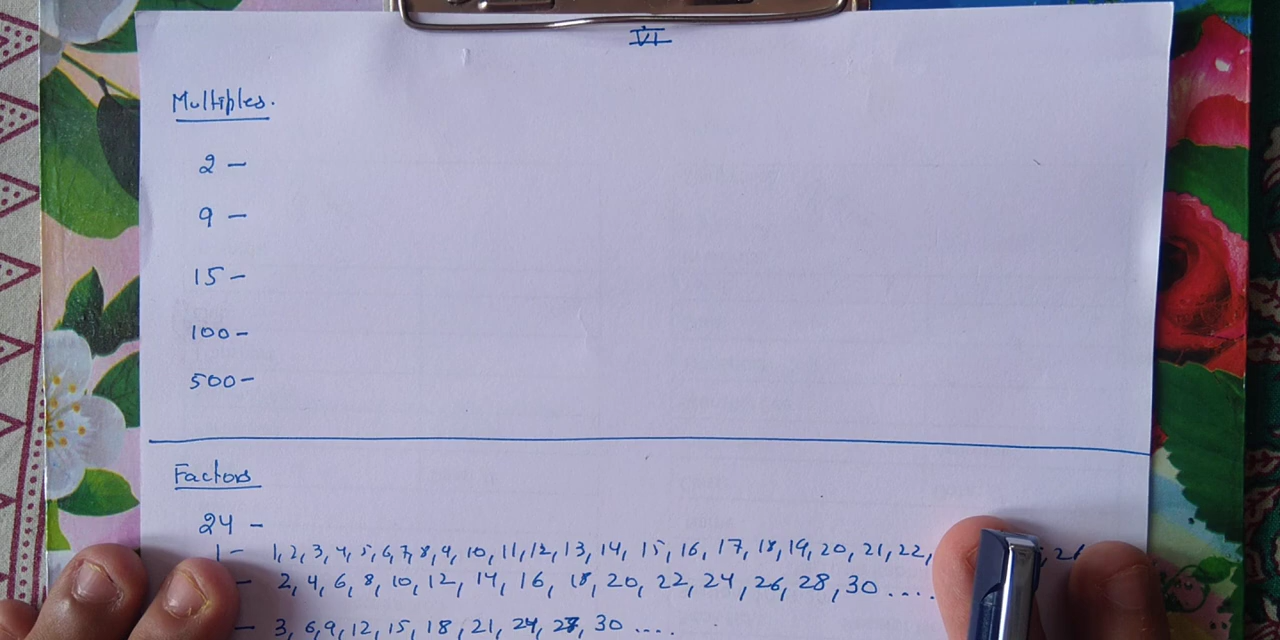 VI
Multiples.
2 -
9 -
15 -
100 -
500 -
Factors
24 -
1 - 1, 2, 3, 4, 5, 6, 7, 8, 9, 10, 11, 12, 13, 14, 15, 16, 17, 18, 19, 20, 21, 22,
- 2, 4, 6, 8, 10, 12, 14, 16, 18, 20, 22, 24, 26, 28, 30 ....
- 3, 6, 9, 12, 15, 18, 21, 24, 27, 30 ....